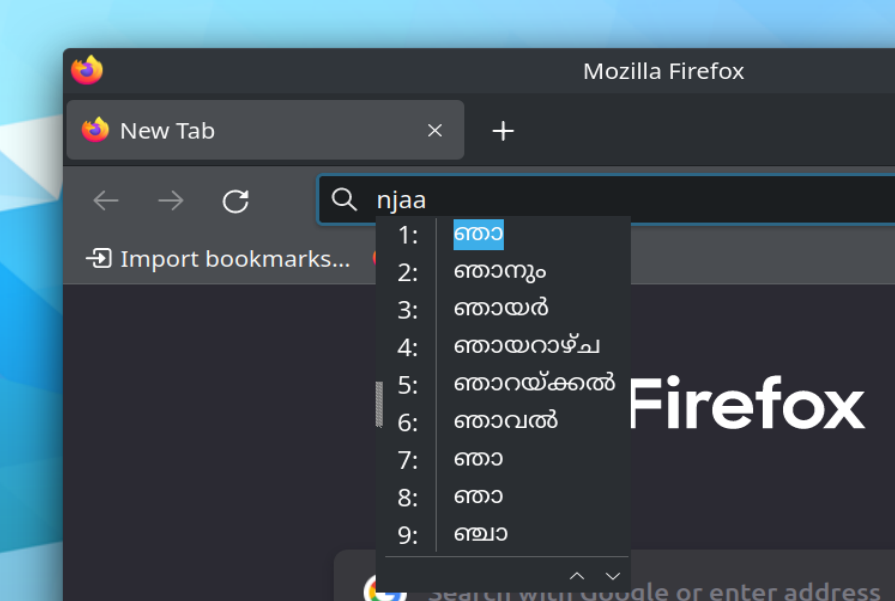 Mozilla Firefox
New Tab
njaa
Import bookmarks...
1: ഞാ
2: ഞാനും
3: ഞായർ
4: ഞായറാഴ്ച
5: ഞാറയ്ക്കൽ
6: ഞാവൽ
7: ഞാ
8: ഞാ
9: ഞ്ചാ
Firefox
Search with Google or enter address